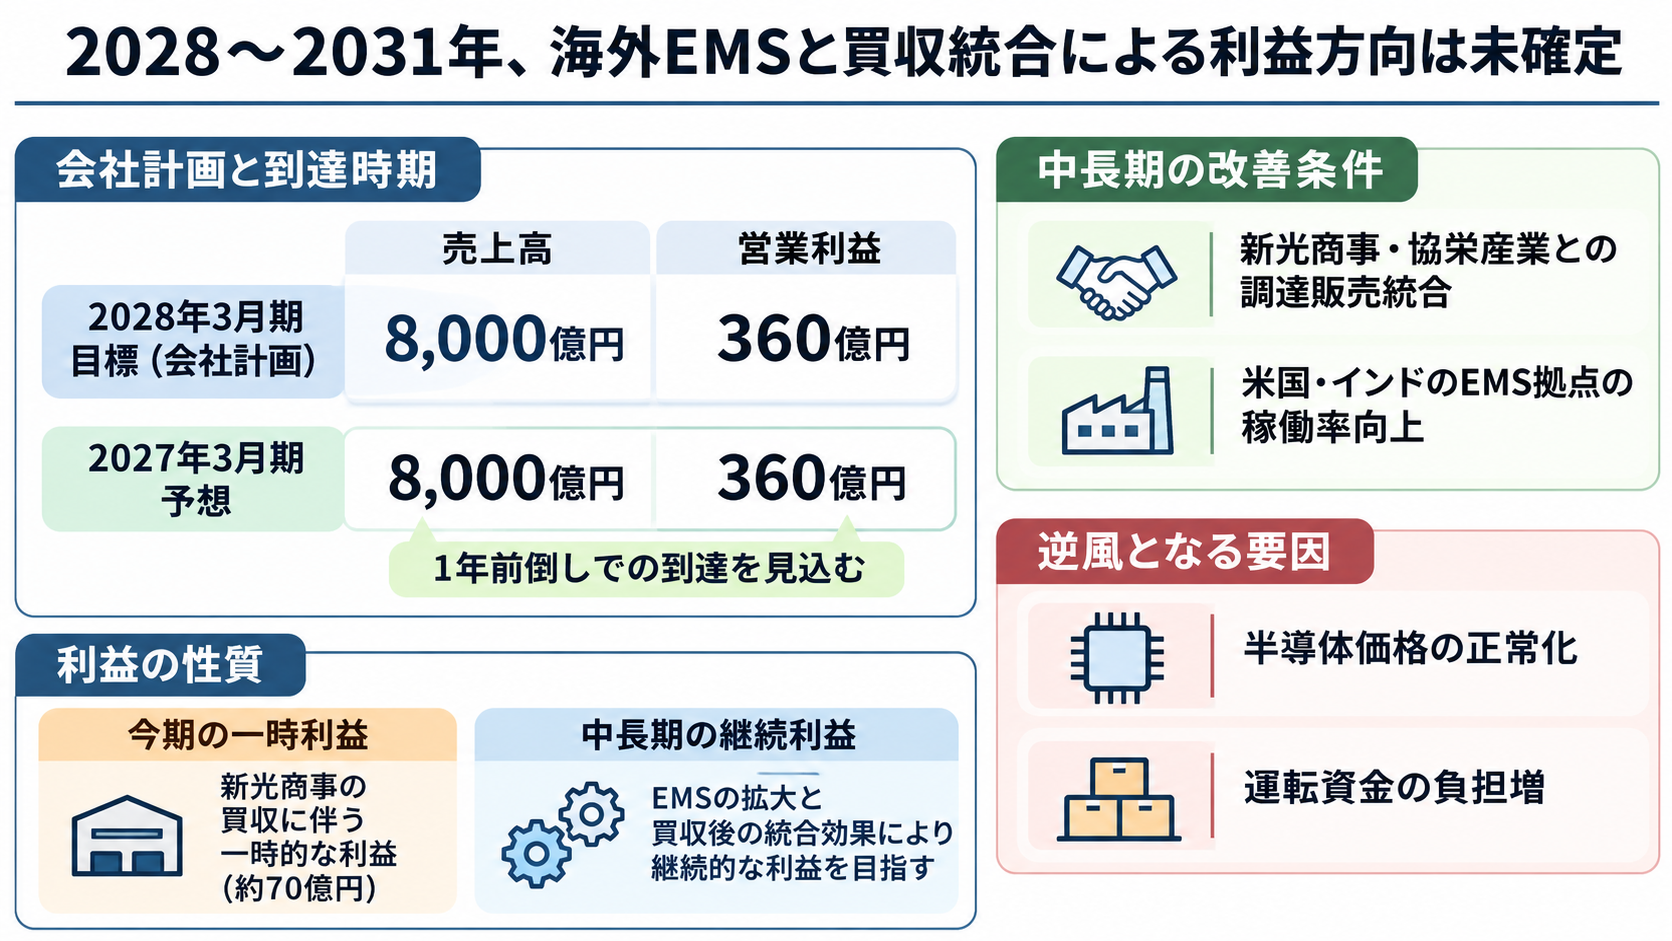 2028～2031年、海外EMSと買収統合による利益方向は未確定
会社計画と到達時期
売上高
営業利益
2028年3月期
目標（会社計画）
8,000億円
360億円
2027年3月期
予想
8,000億円
360億円
1年前倒しでの到達を見込む
利益の性質
今期の一時利益
新光商事の
買収に伴う
一時的な利益
(約70億円)
中長期の継続利益
EMSの拡大と
買収後の統合効果により
継続的な利益を目指す
中長期の改善条件
新光商事・協栄産業との
調達販売統合
米国・インドのEMS拠点の
稼働率向上
逆風となる要因
半導体価格の正常化
運転資金の負担増